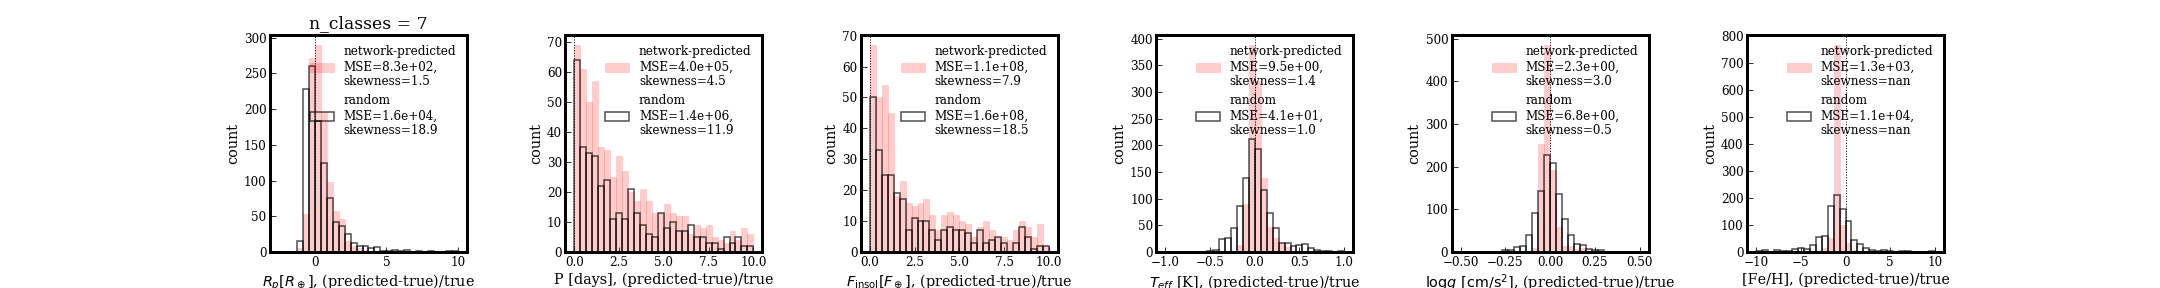 n_classes = 7
count
300
250
200
150
100
50
0
network-predicted
MSE=8.3e+02,
skewness=1.5
random
MSE=1.6e+04,
skewness=18.9
0 5 10
R_p[R_⊕], (predicted-true)/true
count
70
60
50
40
30
20
10
0
network-predicted
MSE=4.0e+05,
skewness=4.5
random
MSE=1.4e+06,
skewness=11.9
0.0 2.5 5.0 7.5 10.0
P [days], (predicted-true)/true
count
70
60
50
40
30
20
10
0
network-predicted
MSE=1.1e+08,
skewness=7.9
random
MSE=1.6e+08,
skewness=18.5
0.0 2.5 5.0 7.5 10.0
F_insol[F_⊕], (predicted-true)/true
count
400
350
300
250
200
150
100
50
0
network-predicted
MSE=9.5e+00,
skewness=1.4
random
MSE=4.1e+01,
skewness=1.0
−1.0 −0.5 0.0 0.5 1.0
T_eff [K], (predicted-true)/true
count
500
400
300
200
100
0
network-predicted
MSE=2.3e+00,
skewness=3.0
random
MSE=6.8e+00,
skewness=0.5
−0.50 −0.25 0.00 0.25 0.50
logg [cm/s²], (predicted-true)/true
count
800
700
600
500
400
300
200
100
0
network-predicted
MSE=1.3e+03,
skewness=nan
random
MSE=1.1e+04,
skewness=nan
−10 −5 0 5 10
[Fe/H], (predicted-true)/true